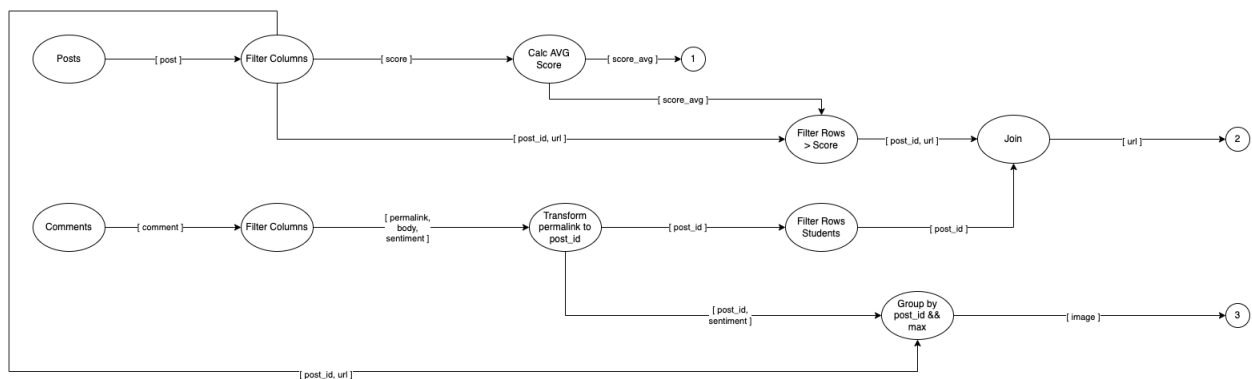 Posts
[ post ]
Filter Columns
[ score ]
Calc AVG
Score
[ score_avg ]
1
[ score_avg ]
[ post_id, url ]
Filter Rows
> Score
[ post_id, url ]
Join
[ url ]
2
Comments
[ comment ]
Filter Columns
[ permalink,
body,
sentiment ]
Transform
permalink to
post_id
[ post_id ]
Filter Rows
Students
[ post_id ]
[ post_id,
sentiment ]
Group by
post_id &&
max
[ image ]
3
[ post_id, url ]